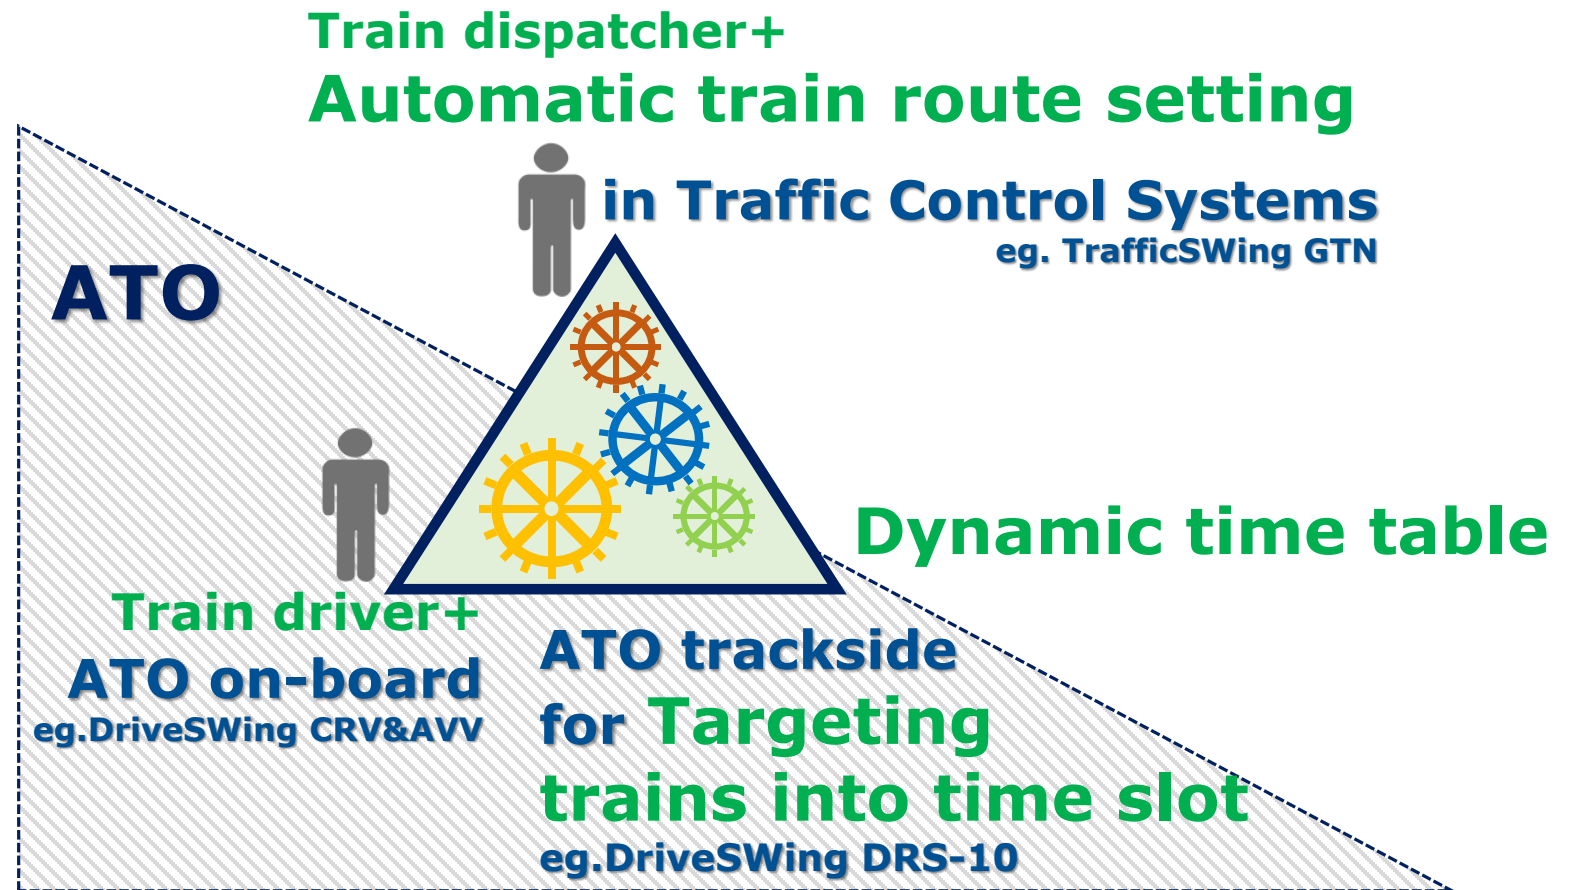 Train dispatcher+
Automatic train route setting
in Traffic Control Systems
eg. TrafficSWing GTN
ATO
Dynamic time table
Train driver+
ATO on-board
eg.DriveSWing CRV&AVV
ATO trackside
for Targeting
trains into time slot
eg.DriveSWing DRS-10